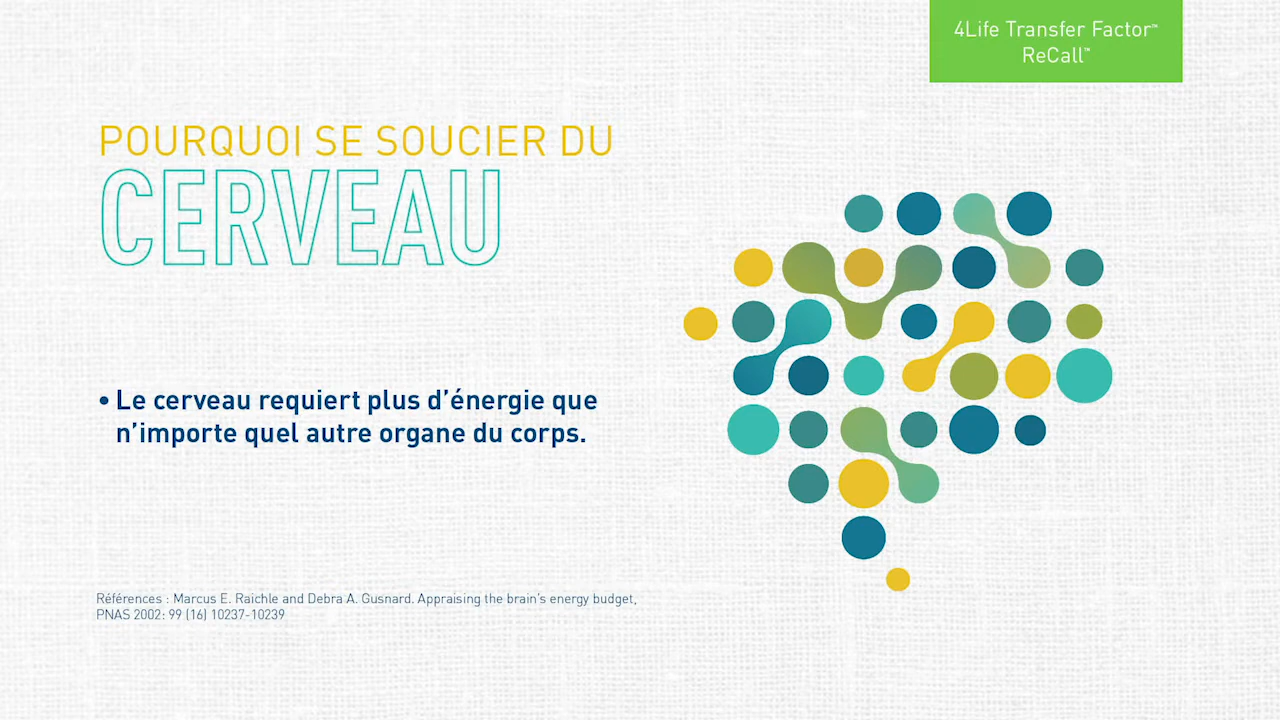 4Life Transfer Factor™
ReCall™
POURQUOI SE SOUCIER DU
CERVEAU
• Le cerveau requiert plus d’énergie que
n’importe quel autre organe du corps.
Références : Marcus E. Raichle and Debra A. Gusnard. Appraising the brain’s energy budget,
PNAS 2002: 99 (16) 10237-10239